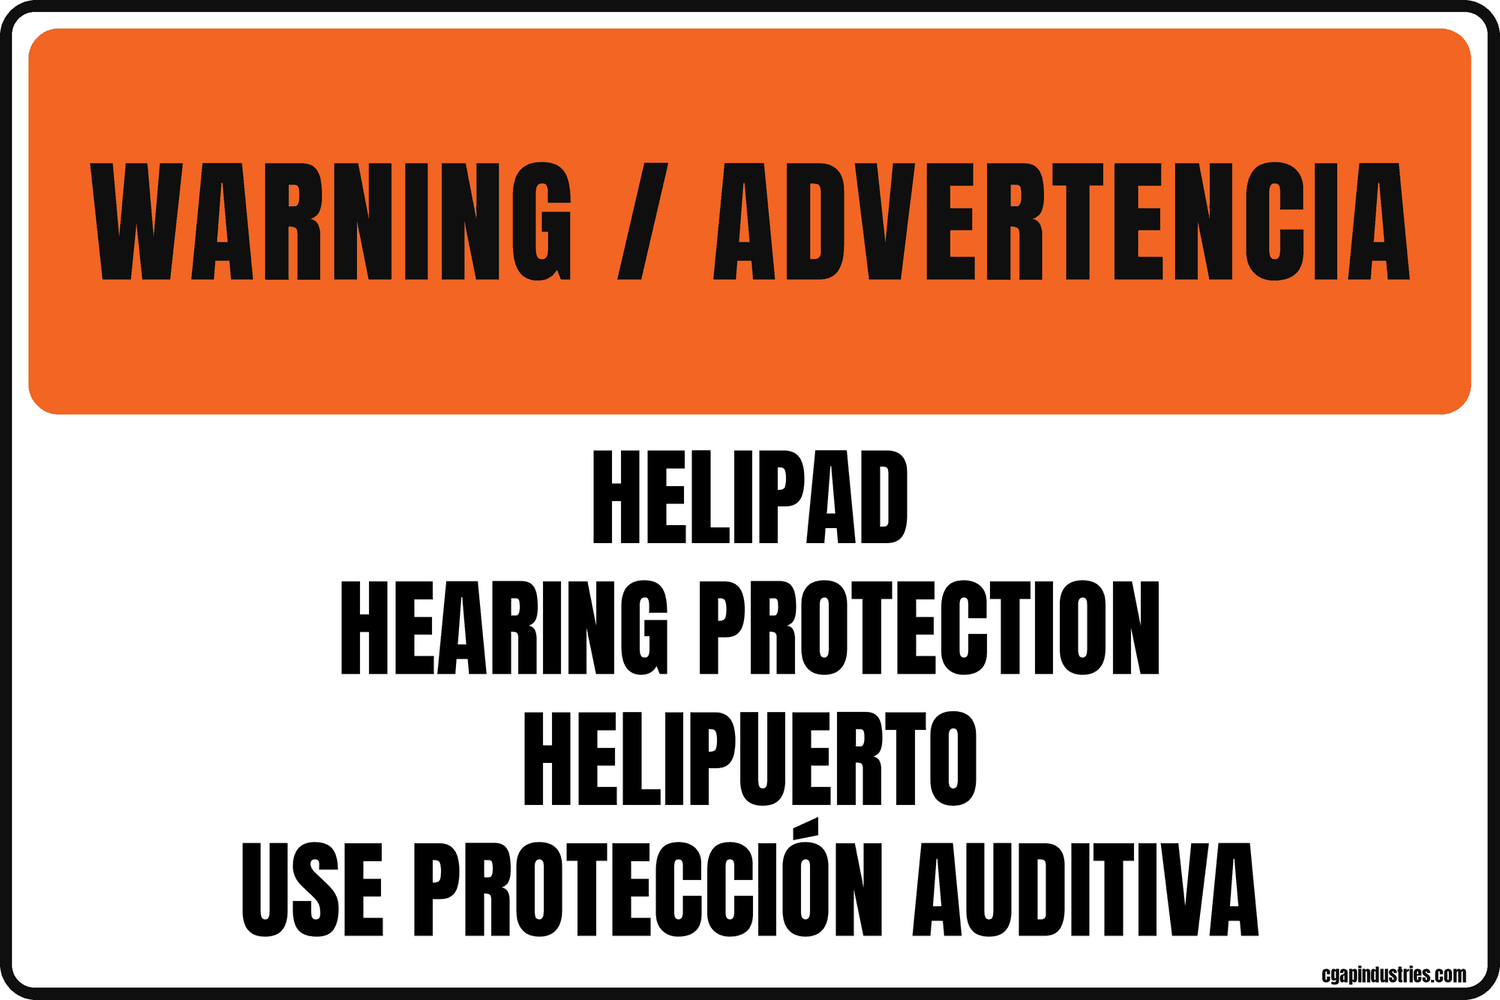 WARNING / ADVERTENCIA
HELIPAD
HEARING PROTECTION
HELIPUERTO
USE PROTECCIÓN AUDITIVA
cgapindustries.com